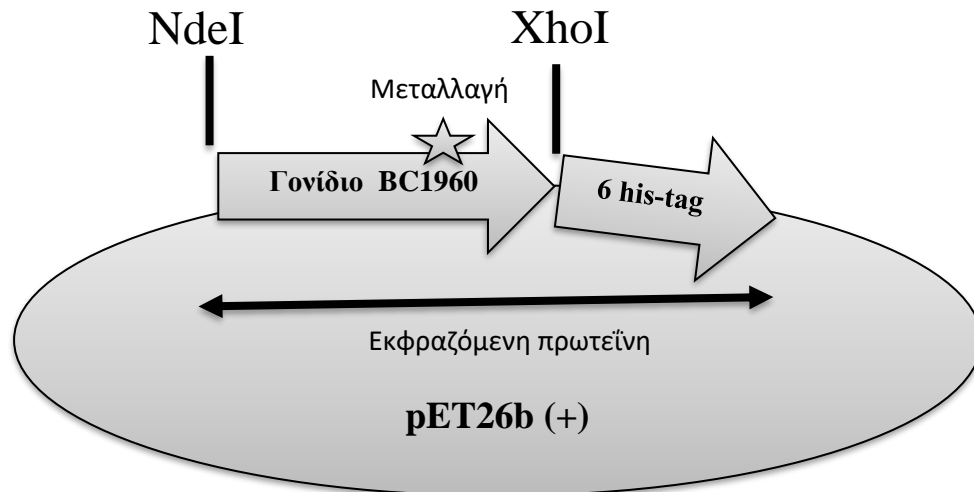 NdeI
XhoI
Μεταλλαγή
Γονίδιο BC1960
6 his-tag
Εκφραζόμενη πρωτεΐνη
pET26b (+)